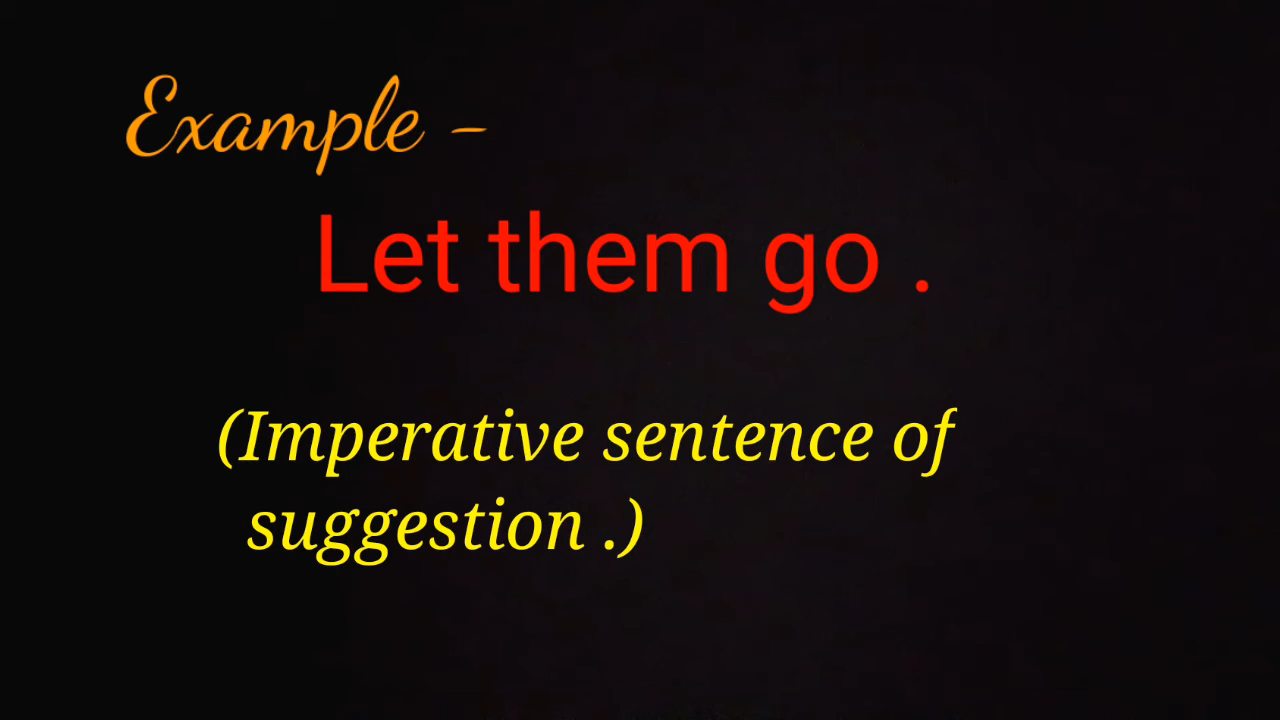 Example -
Let them go .
(Imperative sentence of
suggestion .)